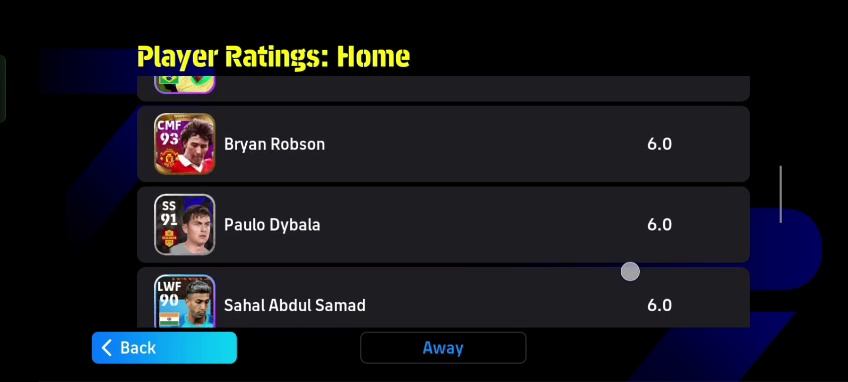 Player Ratings: Home
CMF
93
Bryan Robson
6.0
SS
91
Paulo Dybala
6.0
LWF
90
Sahal Abdul Samad
6.0
Back
Away